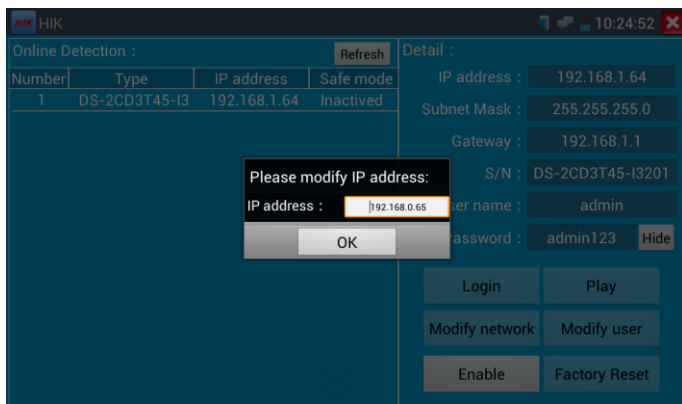 HIK HIK 10:24:52
Online Detection : Refresh
Number Type IP address Safe mode
1 DS-2CD3T45-I3 192.168.1.64 Inactived
Please modify IP address:
IP address : 192.168.0.65
OK
Detail :
IP address : 192.168.1.64
Subnet Mask : 255.255.255.0
Gateway : 192.168.1.1
S/N : DS-2CD3T45-I3201
ser name : admin
assword : admin123 Hide
Login Play
Modify network Modify user
Enable Factory Reset